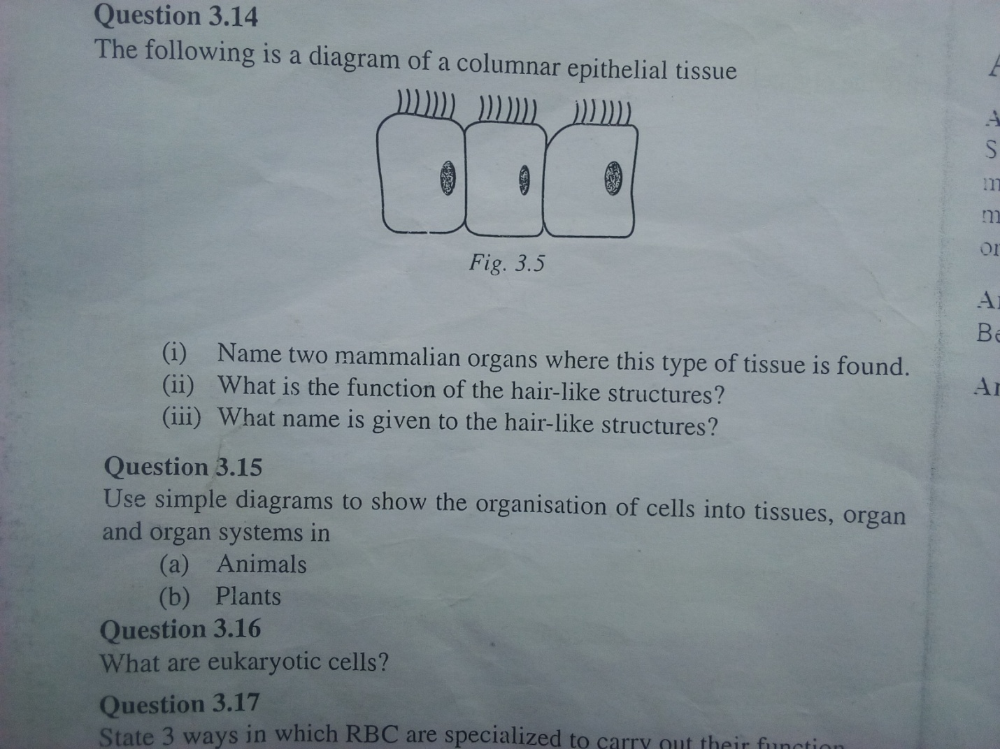 Question 3.14
The following is a diagram of a columnar epithelial tissue
Fig. 3.5
(i) Name two mammalian organs where this type of tissue is found.
(ii) What is the function of the hair-like structures?
(iii) What name is given to the hair-like structures?
Question 3.15
Use simple diagrams to show the organisation of cells into tissues, organ
and organ systems in
(a) Animals
(b) Plants
Question 3.16
What are eukaryotic cells?
Question 3.17
State 3 ways in which RBC are specialized to carry out their function